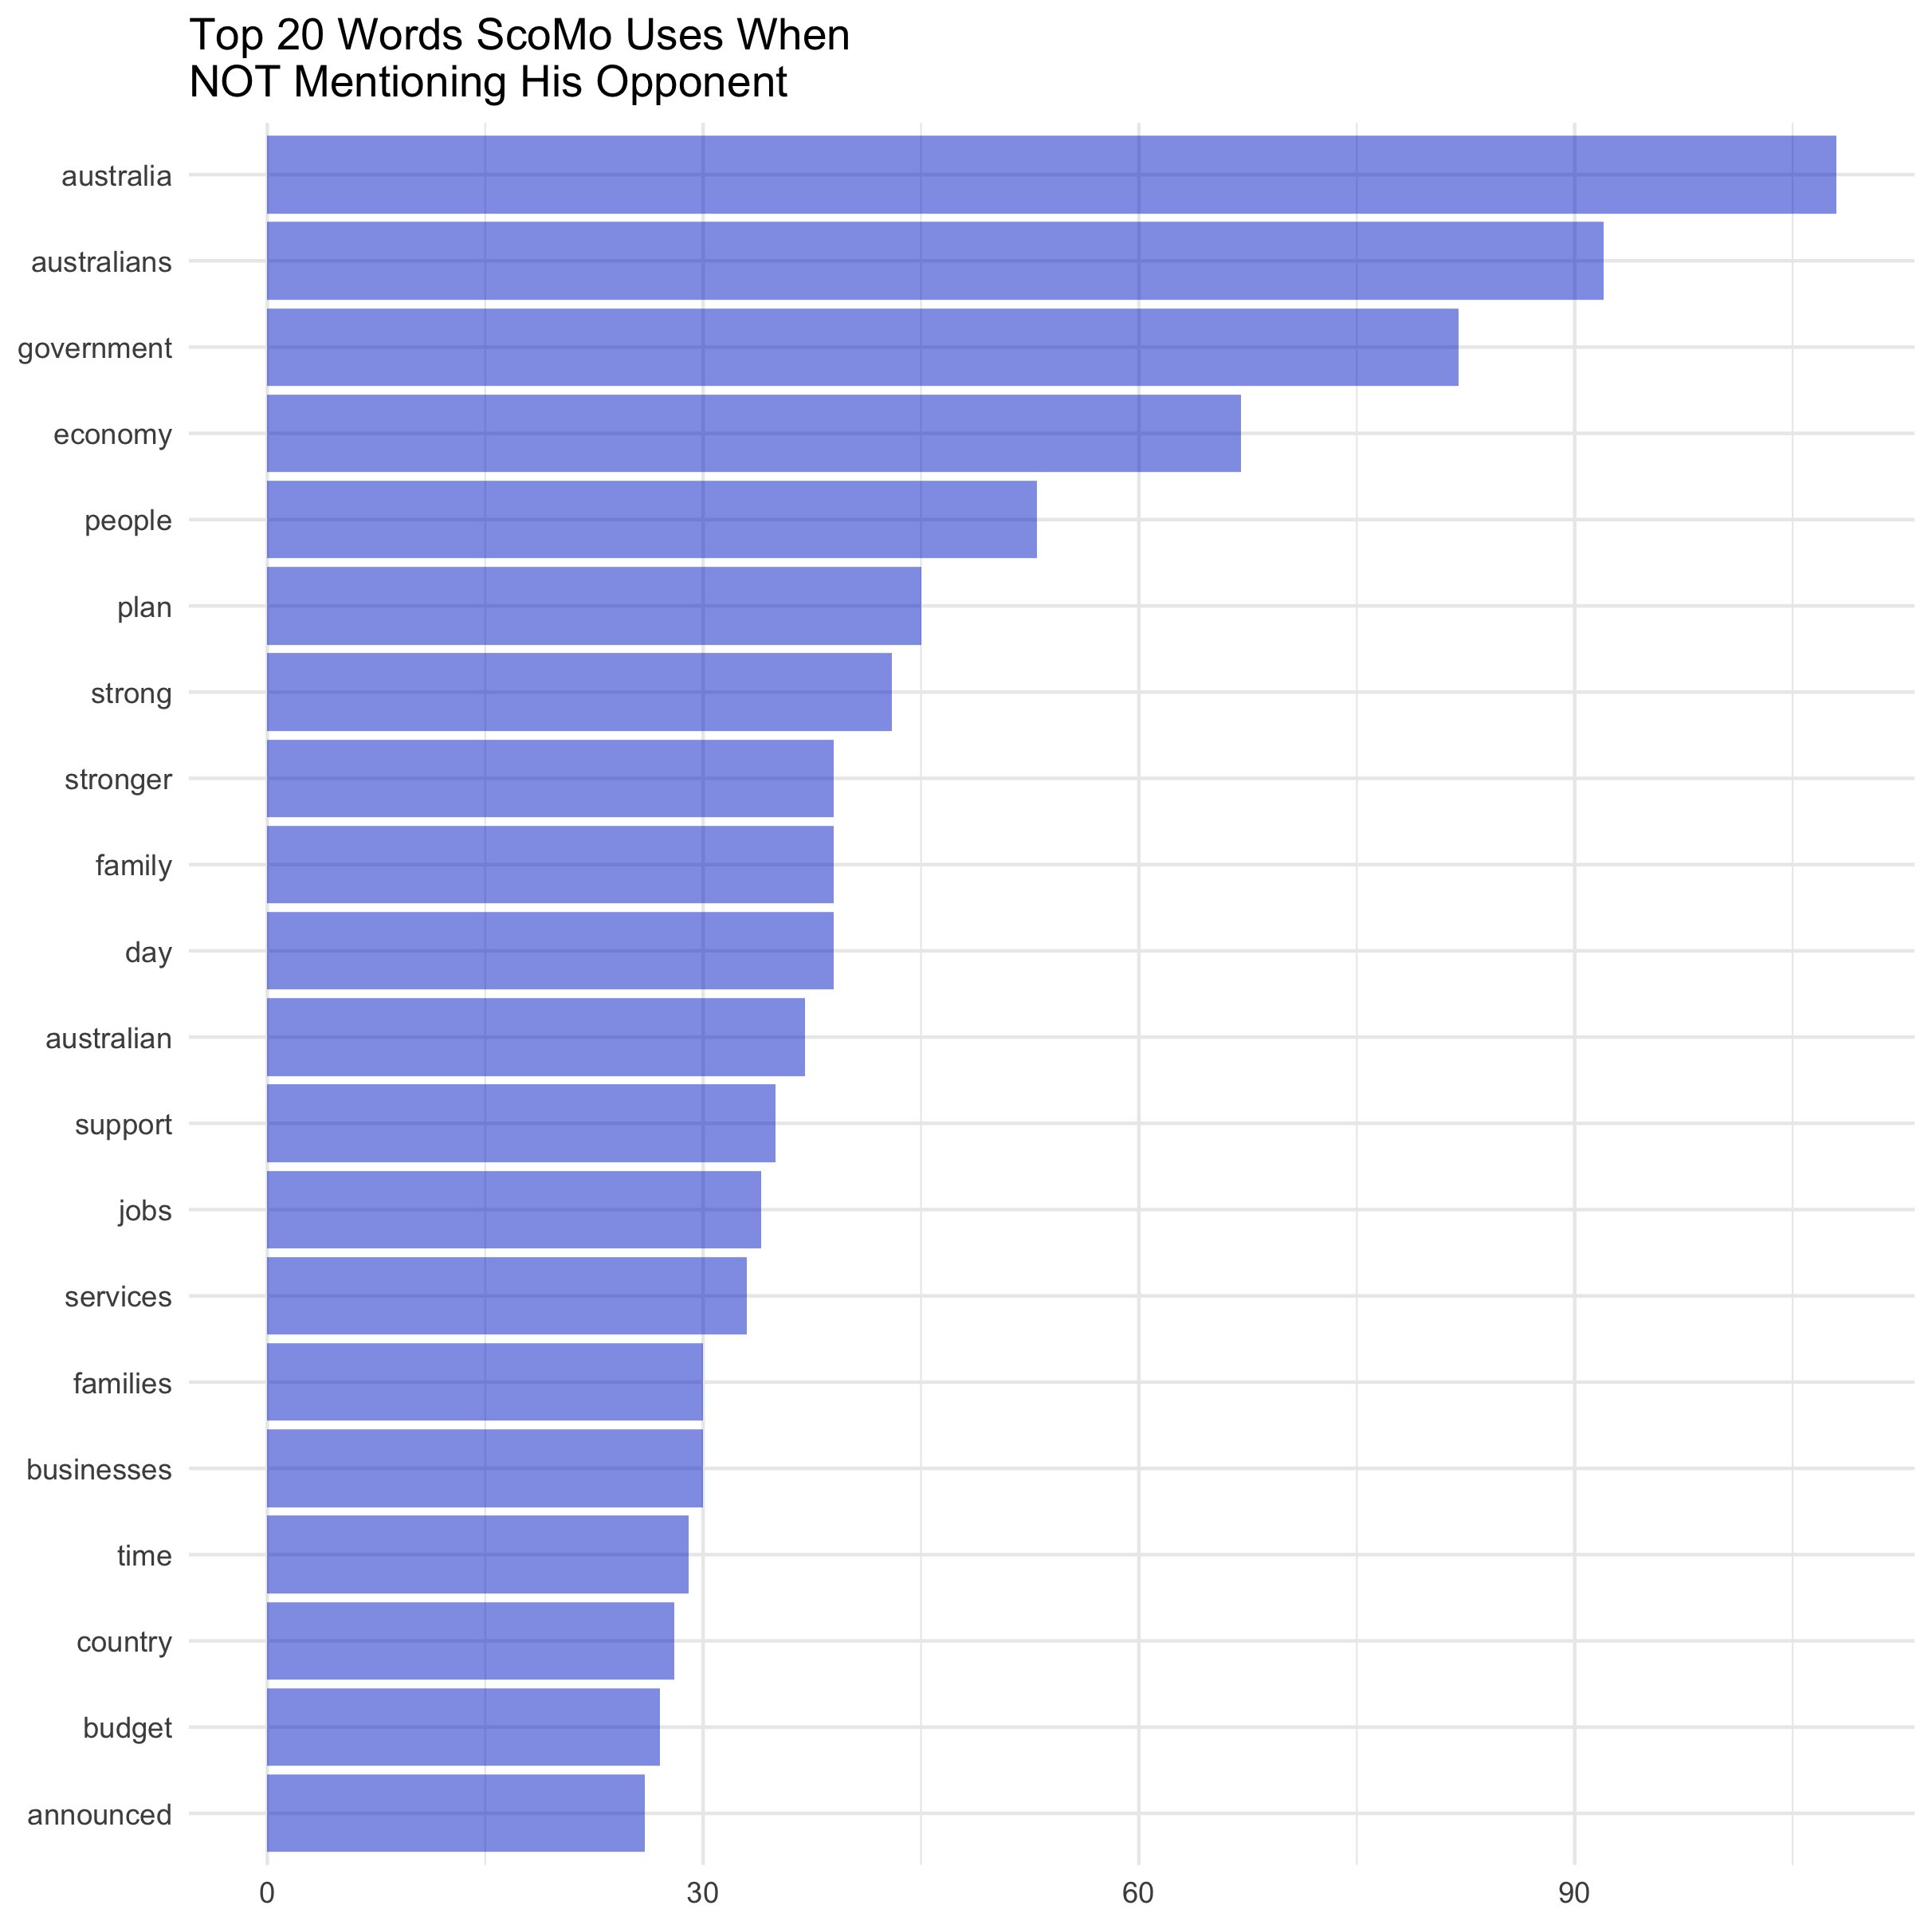 Top 20 Words ScoMo Uses When
NOT Mentioning His Opponent
australia
australians
government
economy
people
plan
strong
stronger
family
day
australian
support
jobs
services
families
businesses
time
country
budget
announced
0 30 60 90